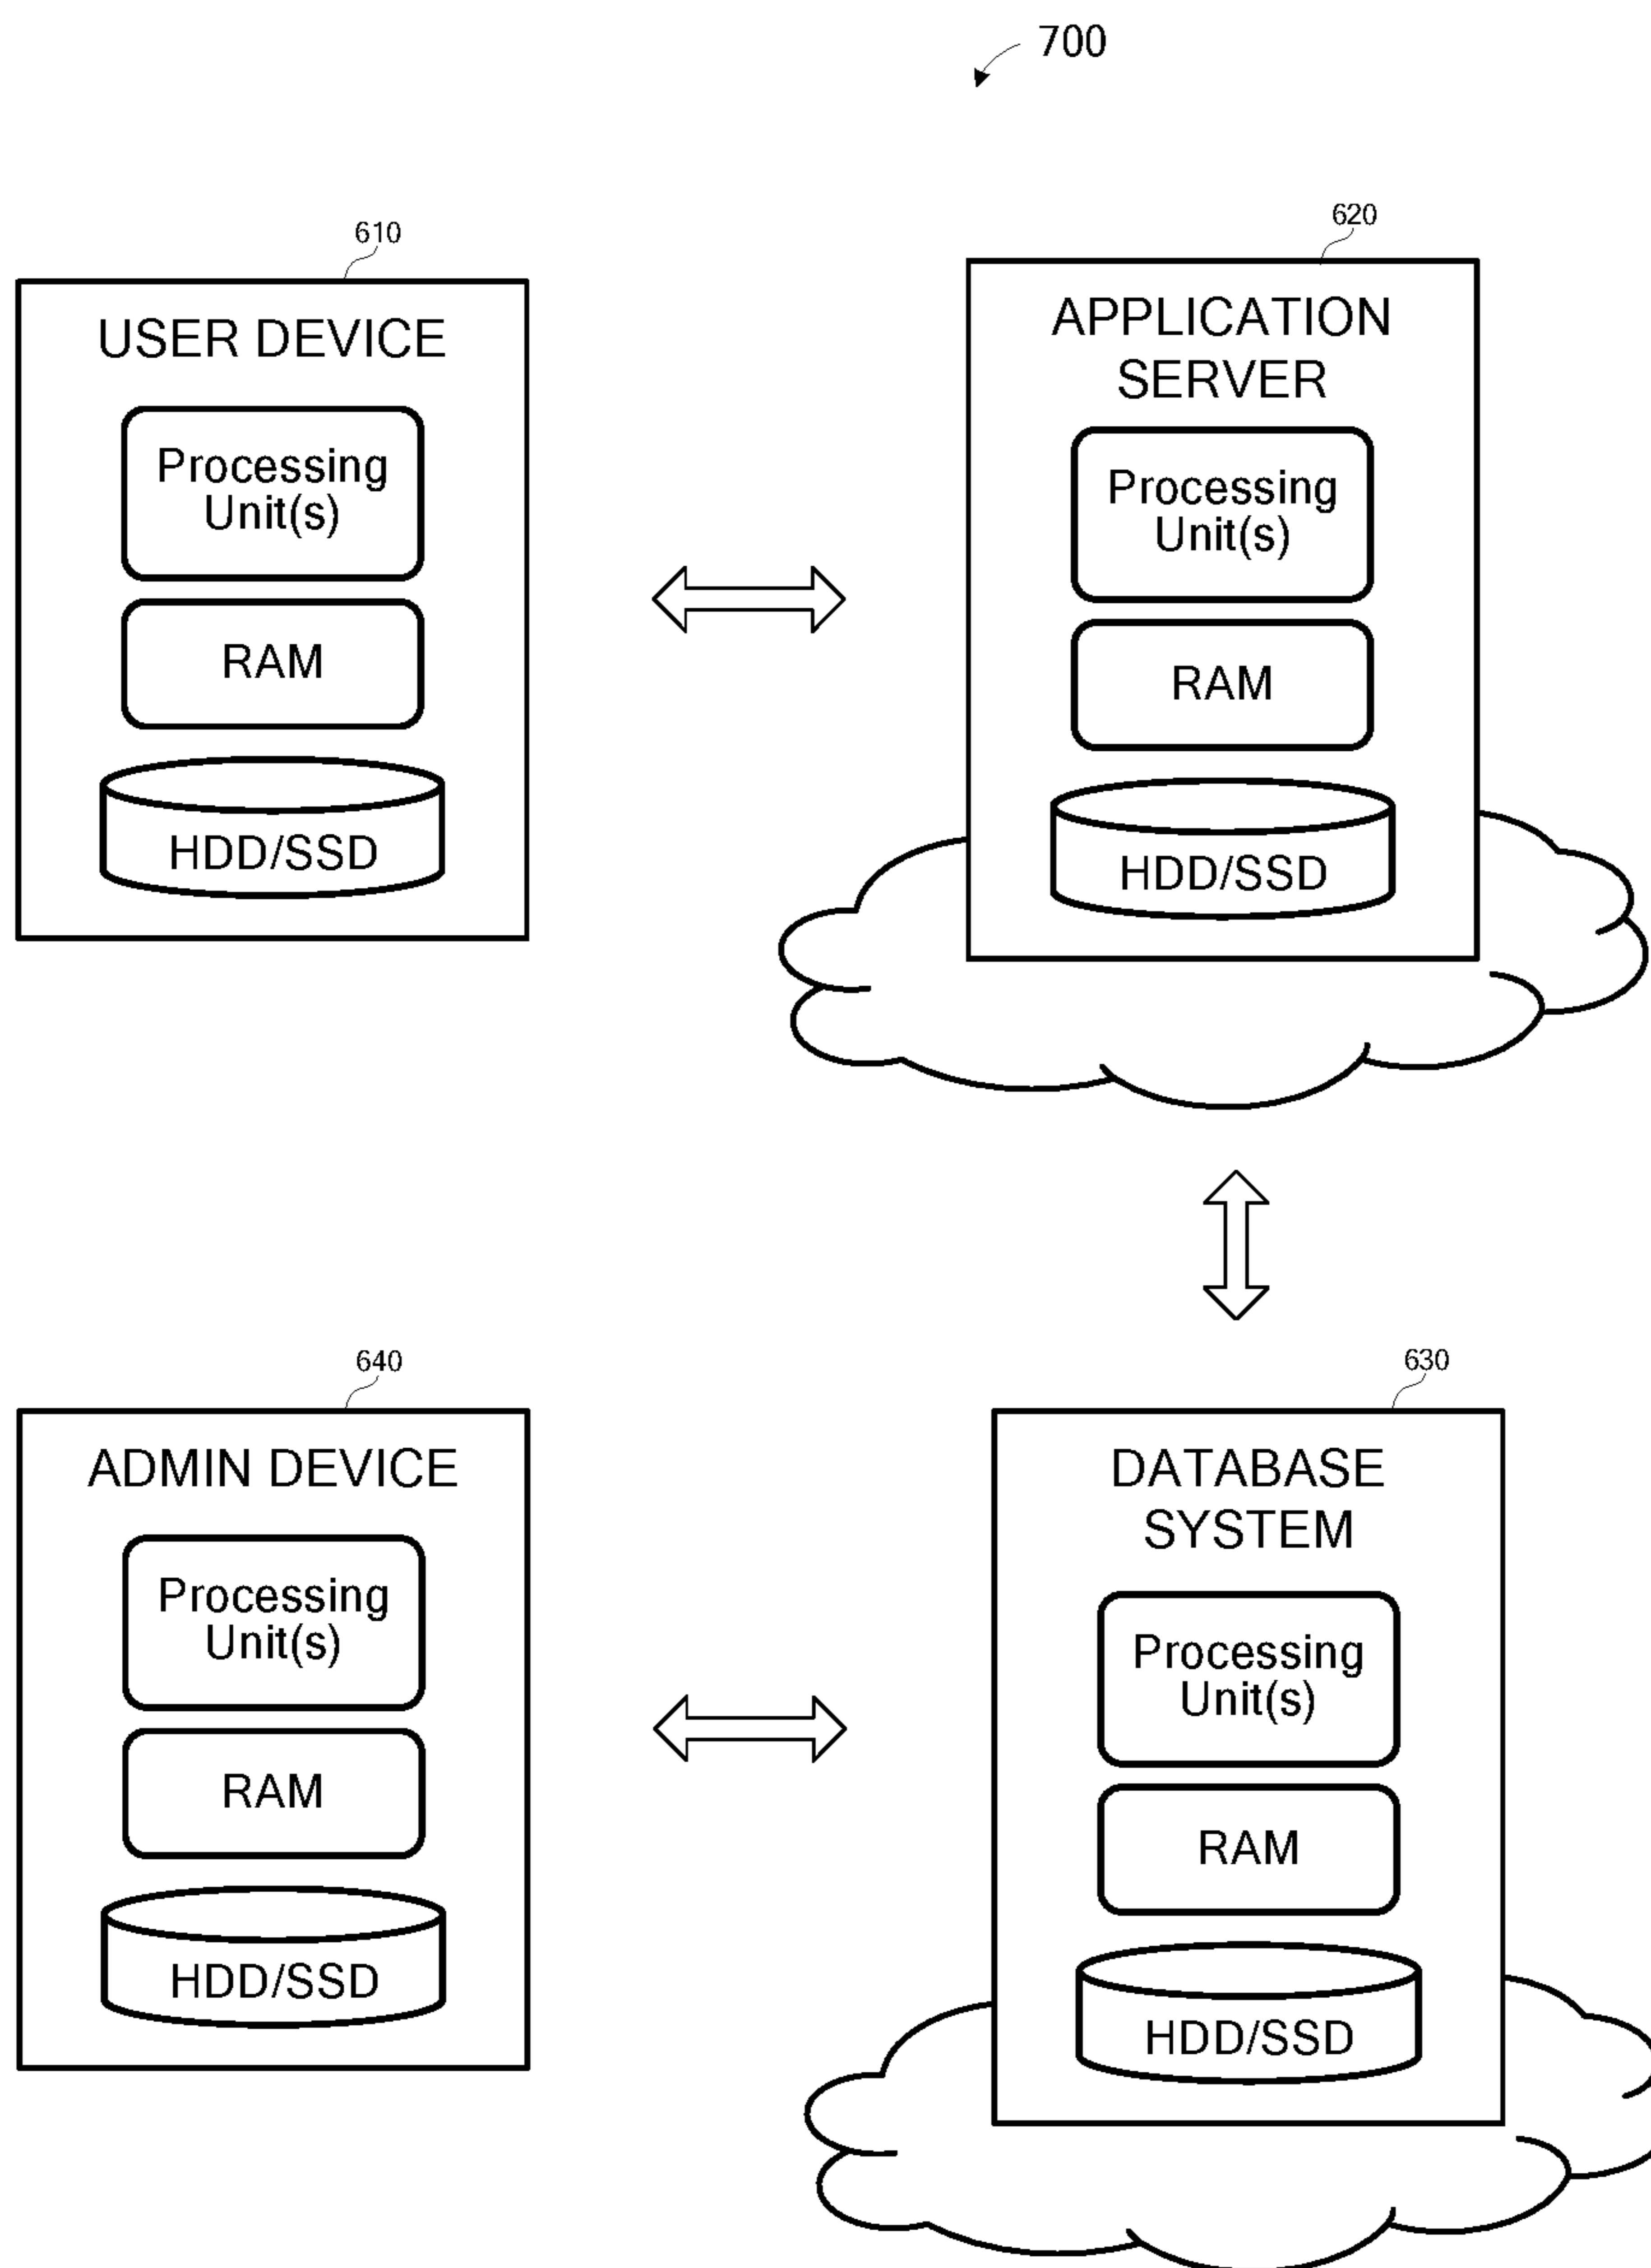 700
610
USER DEVICE
Processing
Unit(s)
RAM
HDD/SSD
620
APPLICATION
SERVER
Processing
Unit(s)
RAM
HDD/SSD
640
ADMIN DEVICE
Processing
Unit(s)
RAM
HDD/SSD
630
DATABASE
SYSTEM
Processing
Unit(s)
RAM
HDD/SSD